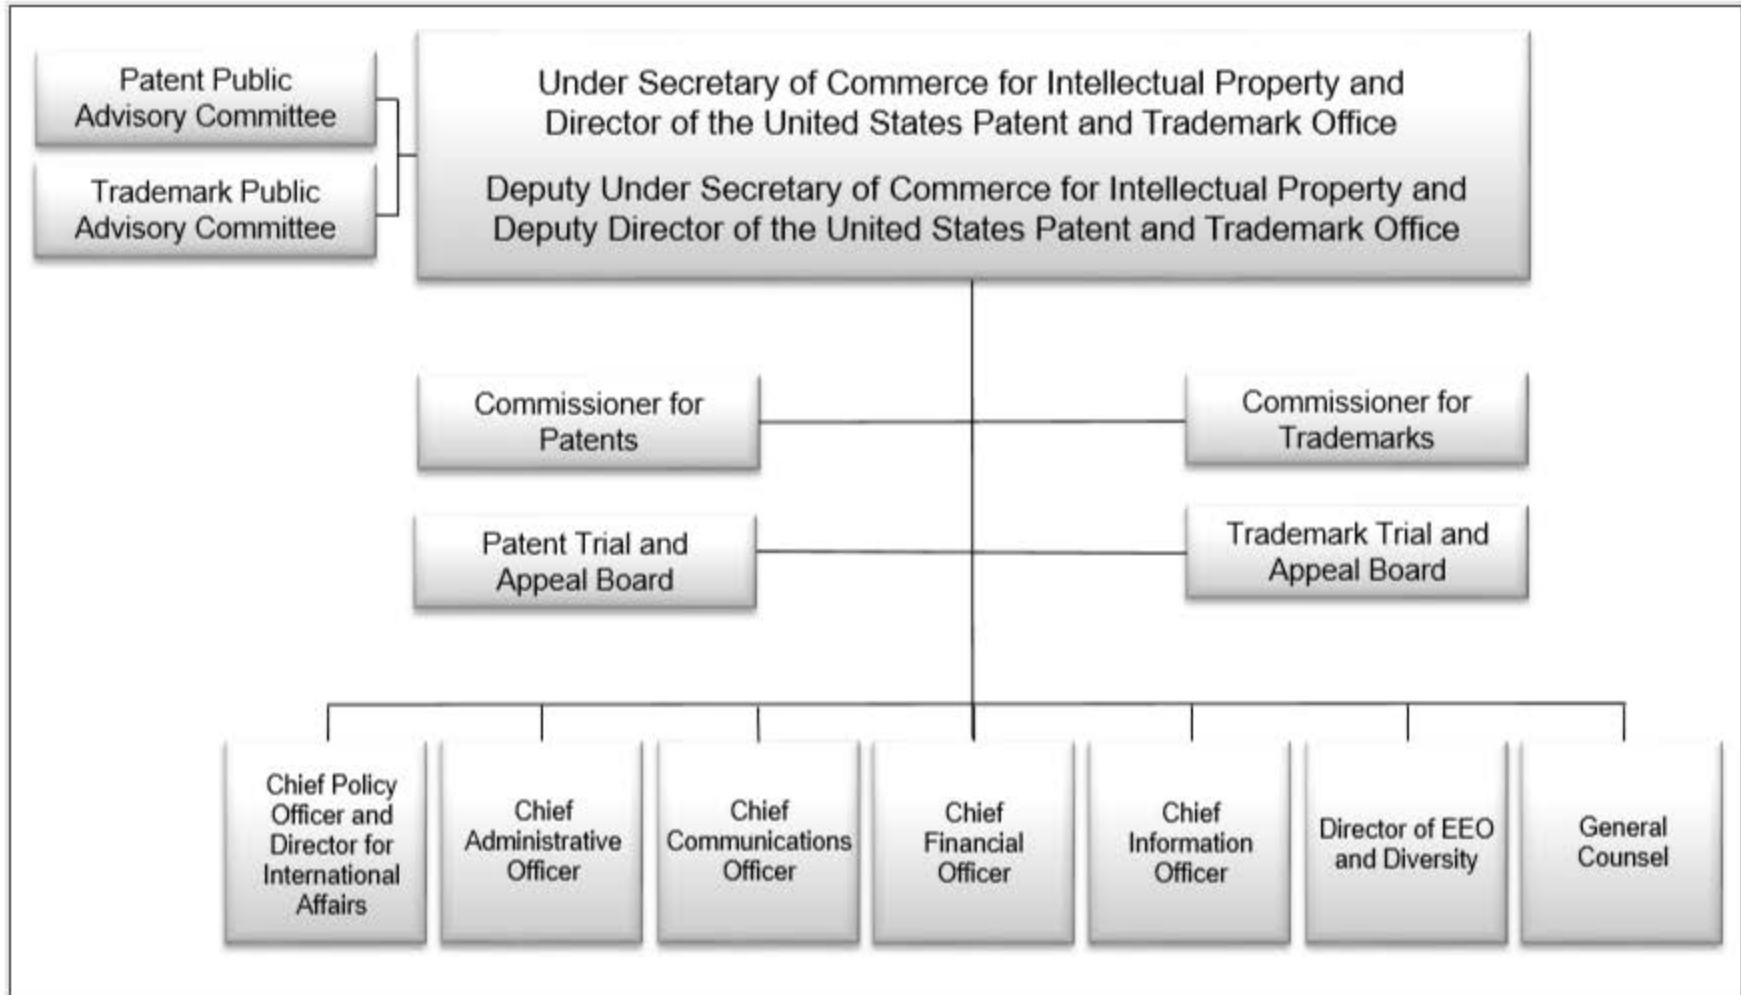 Patent Public
Advisory Committee
Trademark Public
Advisory Committee
Under Secretary of Commerce for Intellectual Property and
Director of the United States Patent and Trademark Office
Deputy Under Secretary of Commerce for Intellectual Property and
Deputy Director of the United States Patent and Trademark Office
Commissioner for
Patents
Commissioner for
Trademarks
Patent Trial and
Appeal Board
Trademark Trial and
Appeal Board
Chief Policy
Officer and
Director for
International
Affairs
Chief
Administrative
Officer
Chief
Communications
Officer
Chief
Financial
Officer
Chief
Information
Officer
Director of EEO
and Diversity
General
Counsel